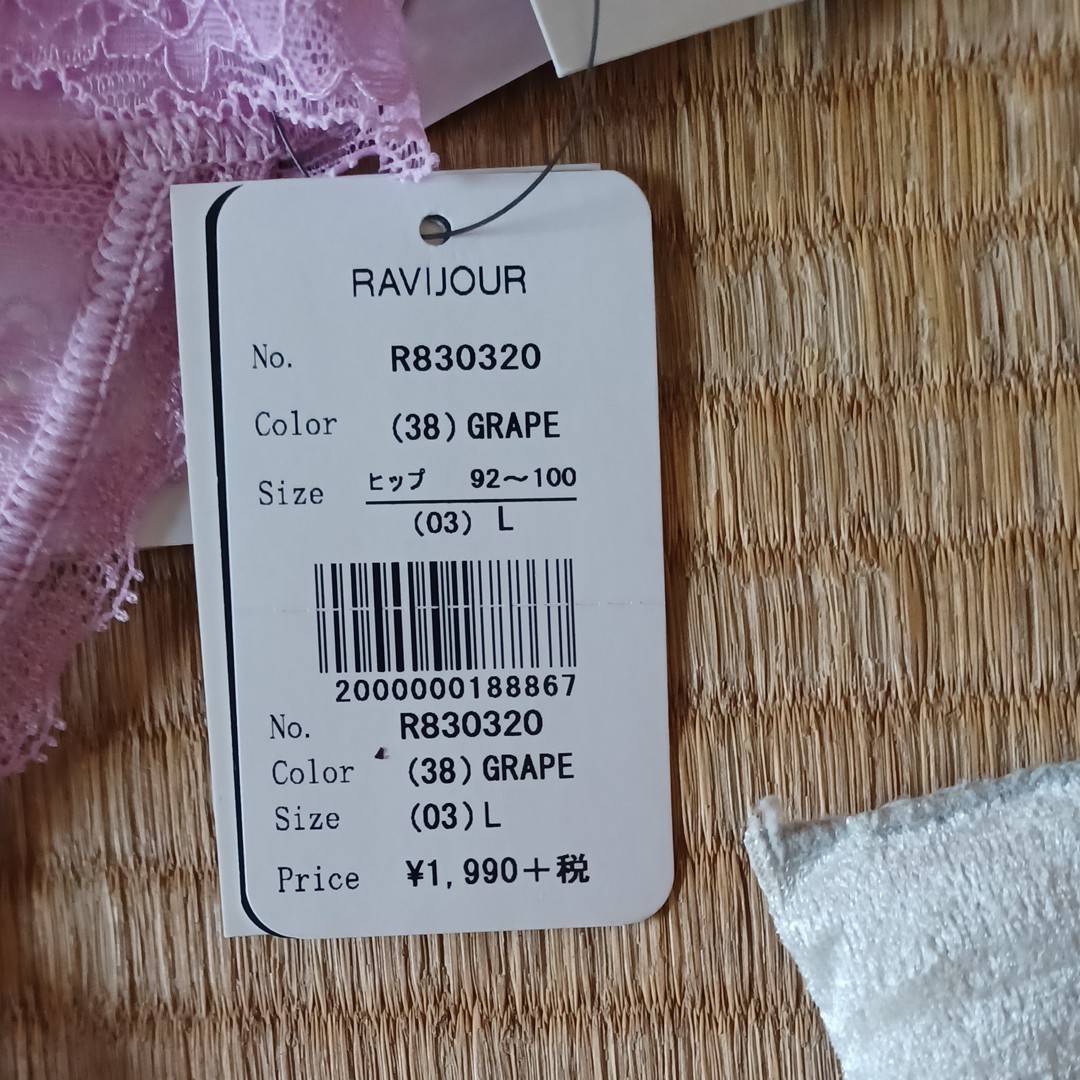 RAVIJOUR
No. R830320
Color (38) GRAPE
Size ヒップ 92～100
(03) L
2000000188867
No. R830320
Color (38) GRAPE
Size (03) L
Price ¥1,990＋税